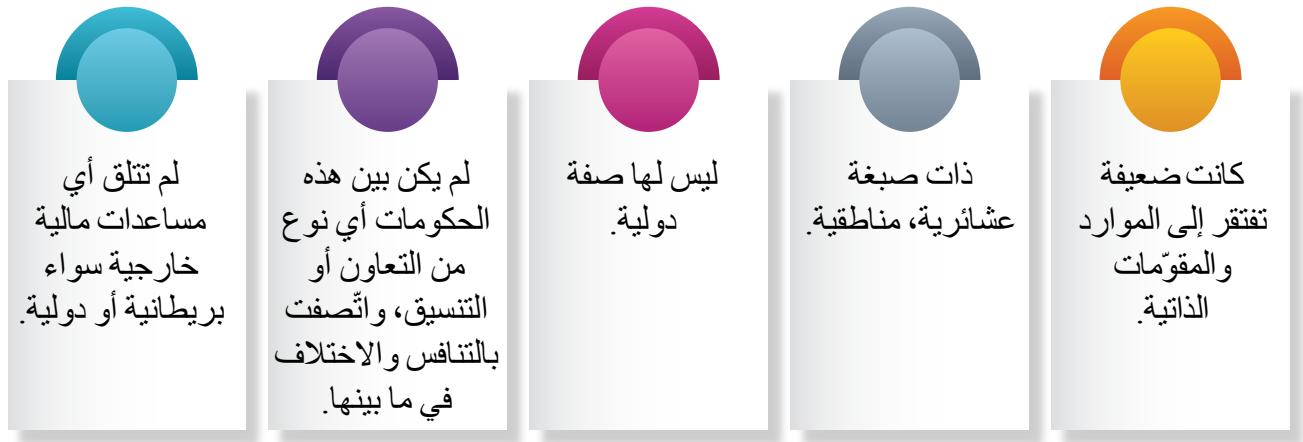 كانت ضعيفة
تفتقر إلى الموارد
والمقوّمات
الذاتية.
ذات صبغة
عشائرية، مناطقية.
ليس لها صفة
دولية.
لم يكن بين هذه
الحكومات أي نوع
من التعاون أو
التنسيق، واتّصفت
بالتنافس والاختلاف
في ما بينها.
لم تتلق أي
مساعدات مالية
خارجية سواء
بريطانية أو دولية.